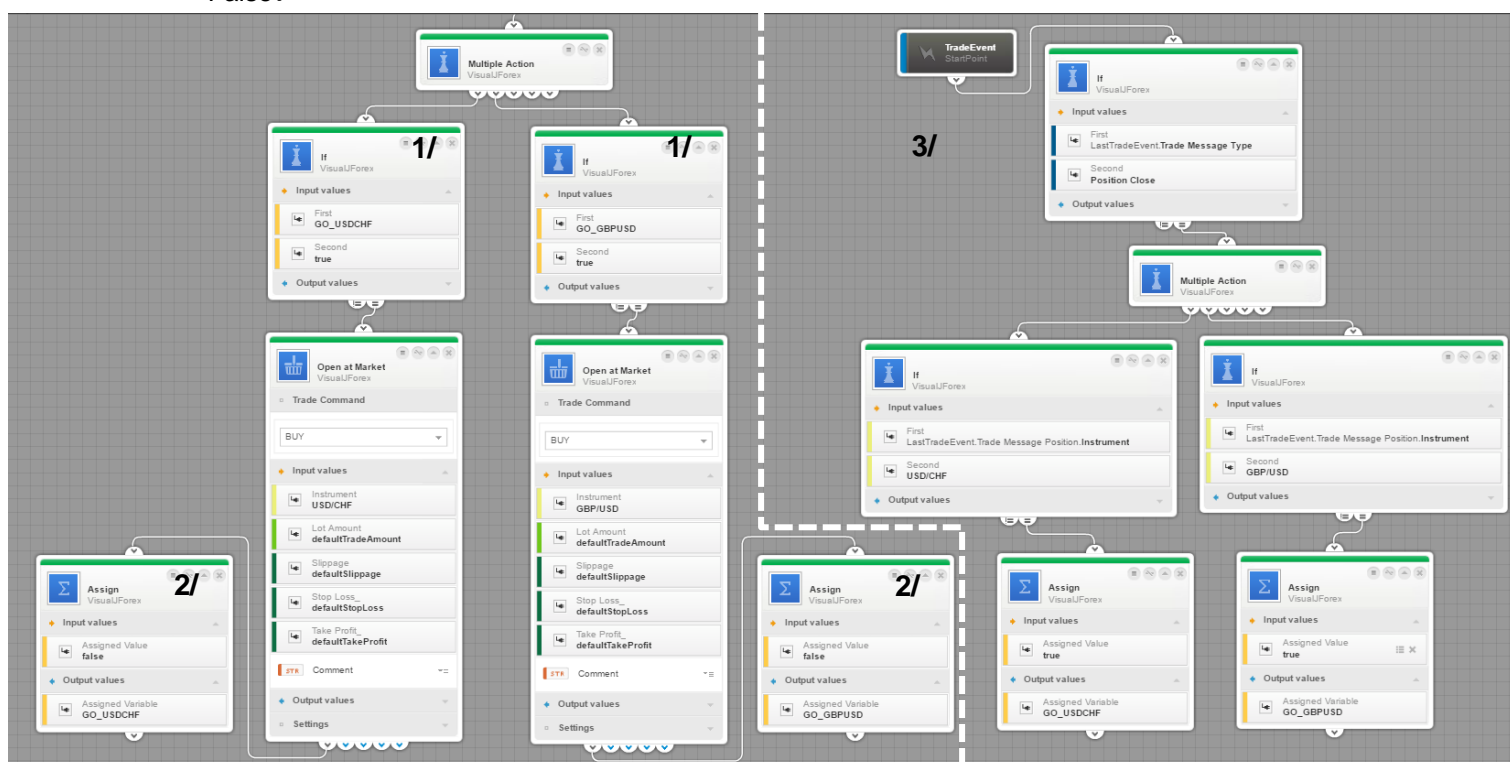 Multiple Action
VisualJForex
1/
If
VisualJForex
Input values
First
GO_USDCHF
Second
true
Output values
1/
If
VisualJForex
Input values
First
GO_GBPUSD
Second
true
Output values
Open at Market
VisualJForex
Trade Command
BUY
Input values
Instrument
USD/CHF
Lot Amount
defaultTradeAmount
Slippage
defaultSlippage
Stop Loss_
defaultStopLoss
Take Profit_
defaultTakeProfit
STR Comment
Output values
Settings
Open at Market
VisualJForex
Trade Command
BUY
Input values
Instrument
GBP/USD
Lot Amount
defaultTradeAmount
Slippage
defaultSlippage
Stop Loss_
defaultStopLoss
Take Profit_
defaultTakeProfit
STR Comment
Output values
Settings
2/
Assign
VisualJForex
Input values
Assigned Value
false
Output values
Assigned Variable
GO_USDCHF
2/
Assign
VisualJForex
Input values
Assigned Value
false
Output values
Assigned Variable
GO_GBPUSD
3/
TradeEvent
StartPoint
If
VisualJForex
Input values
First
LastTradeEvent.Trade Message Type
Second
Position Close
Output values
Multiple Action
VisualJForex
If
VisualJForex
Input values
First
LastTradeEvent.Trade Message Position.Instrument
Second
USD/CHF
Output values
If
VisualJForex
Input values
First
LastTradeEvent.Trade Message Position.Instrument
Second
GBP/USD
Output values
Assign
VisualJForex
Input values
Assigned Value
true
Output values
Assigned Variable
GO_USDCHF
Assign
VisualJForex
Input values
Assigned Value
true
Output values
Assigned Variable
GO_GBPUSD